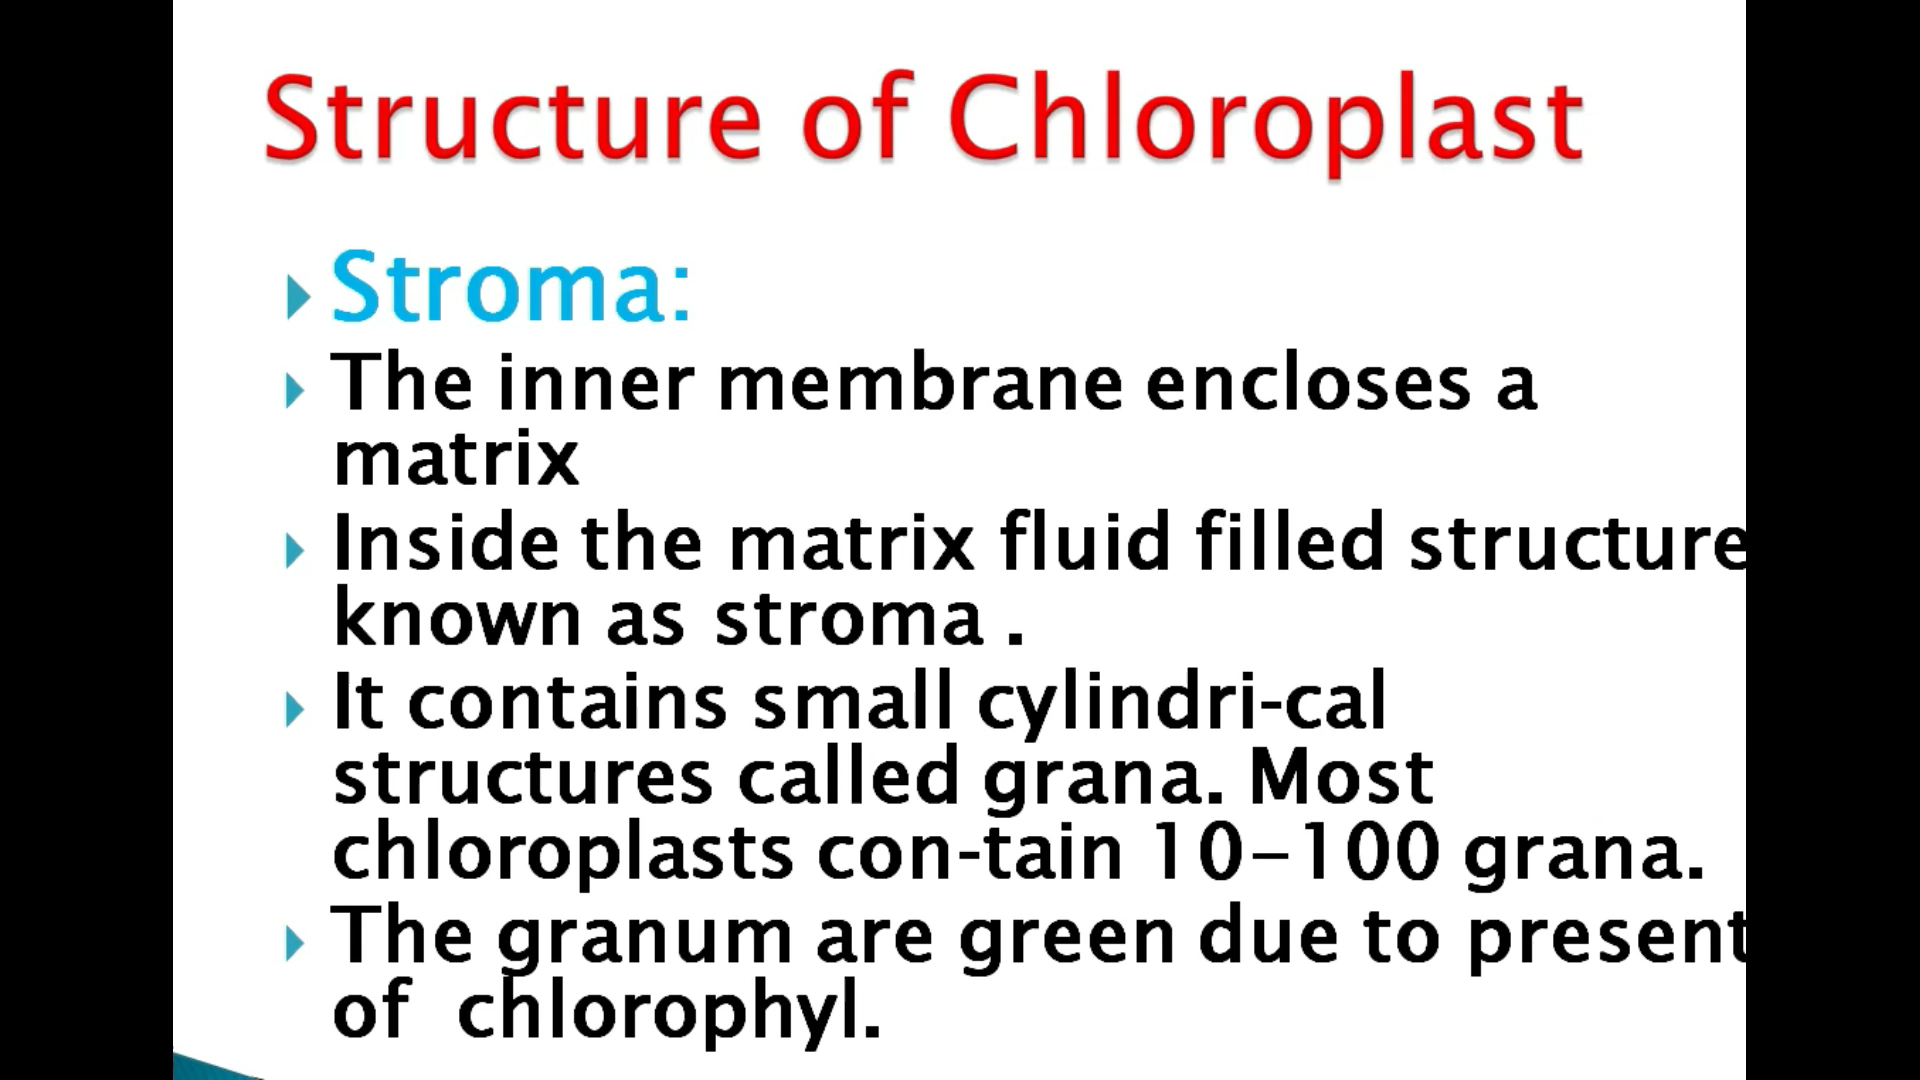 Structure of Chloroplast
Stroma:
The inner membrane encloses a
matrix
Inside the matrix fluid filled structure
known as stroma .
It contains small cylindri-cal
structures called grana. Most
chloroplasts con-tain 10–100 grana.
The granum are green due to present
of chlorophyl.